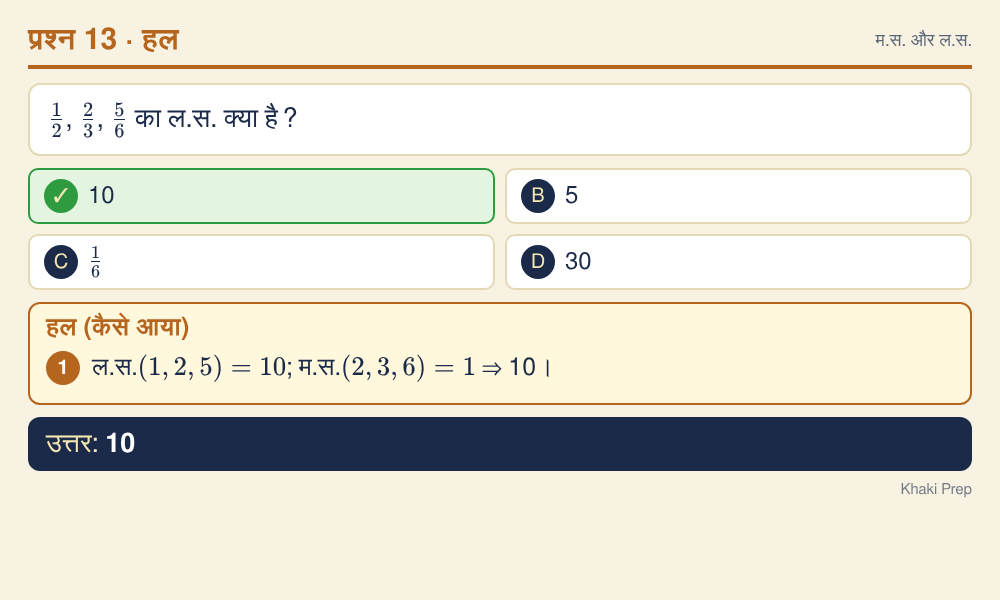 प्रश्न 13 · हल
म.स. और ल.स.
1/2, 2/3, 5/6 का ल.स. क्या है ?
✓ 10
B 5
C 1/6
D 30
हल (कैसे आया)
1 ल.स.(1, 2, 5) = 10; म.स.(2, 3, 6) = 1 ⇒ 10।
उत्तर: 10
Khaki Prep